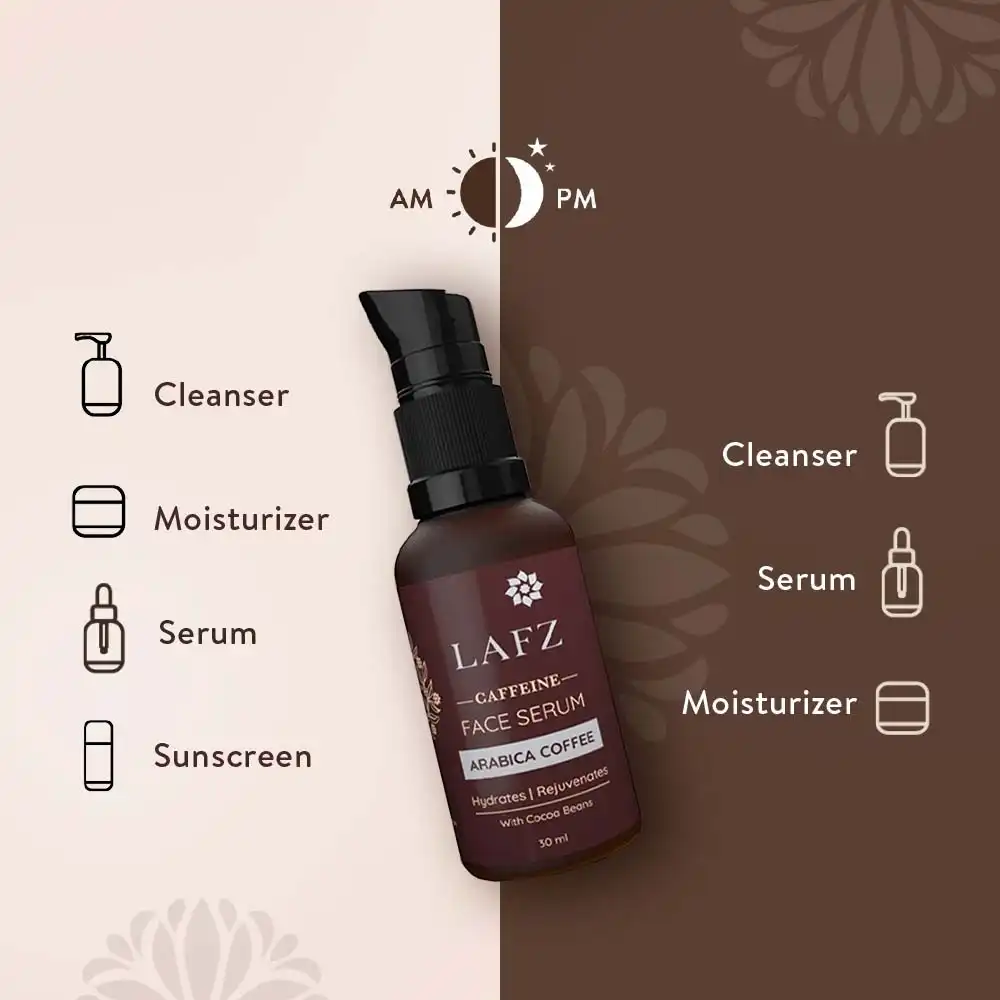 AM
PM
Cleanser
Moisturizer
Serum
Sunscreen
LAFZ
CAFFEINE
FACE SERUM
ARABICA COFFEE
Hydrates | Rejuvenates
With Cocoa Beans
30 ml
Cleanser
Serum
Moisturizer